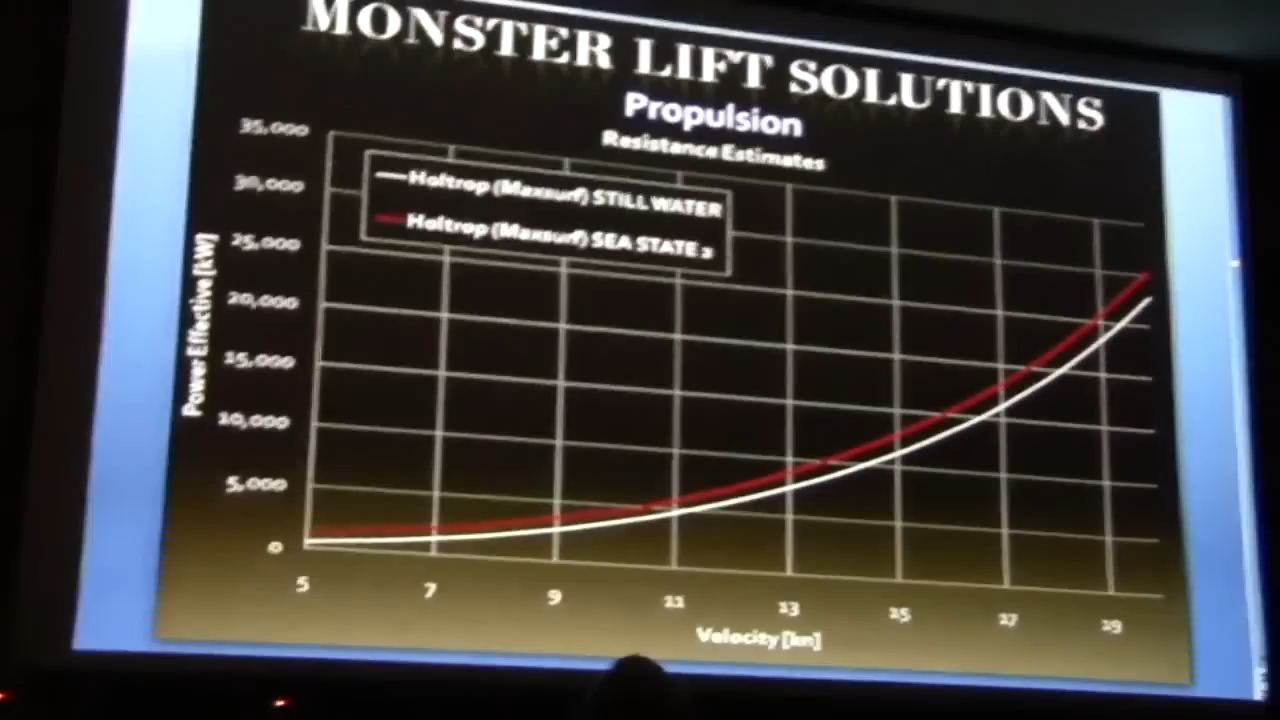 MONSTER LIFT SOLUTIONS
Propulsion
Resistance Estimates
Holtrop (Maxsurf) STILL WATER
Holtrop (Maxsurf) SEA STATE 2
Power Effective [kW]
35,000
30,000
25,000
20,000
15,000
10,000
5,000
0
5 7 9 11 13 15 17 19
Velocity [kn]